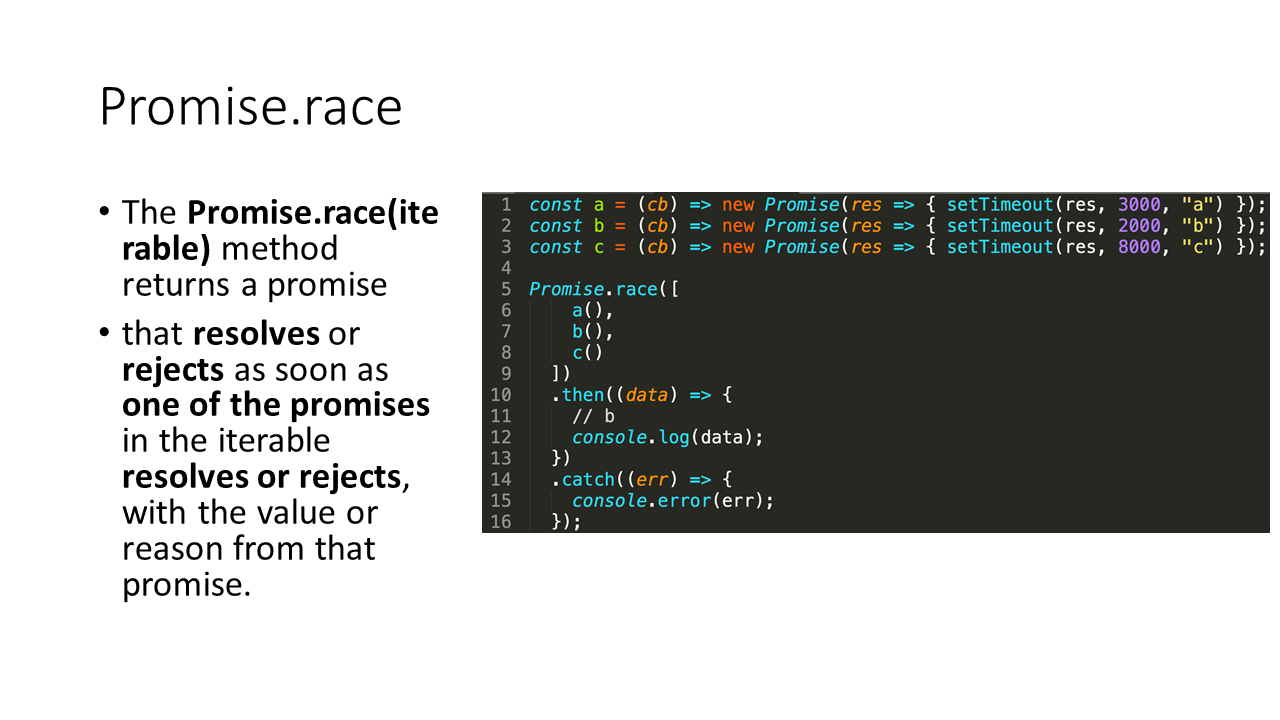 Promise.race
• The Promise.race(ite
rable) method
returns a promise
• that resolves or
rejects as soon as
one of the promises
in the iterable
resolves or rejects,
with the value or
reason from that
promise.
1 const a = (cb) => new Promise(res => { setTimeout(res, 3000, "a") });
2 const b = (cb) => new Promise(res => { setTimeout(res, 2000, "b") });
3 const c = (cb) => new Promise(res => { setTimeout(res, 8000, "c") });
4
5 Promise.race([
6     a(),
7     b(),
8     c()
9   ])
10   .then((data) => {
11     // b
12     console.log(data);
13   })
14   .catch((err) => {
15     console.error(err);
16   });